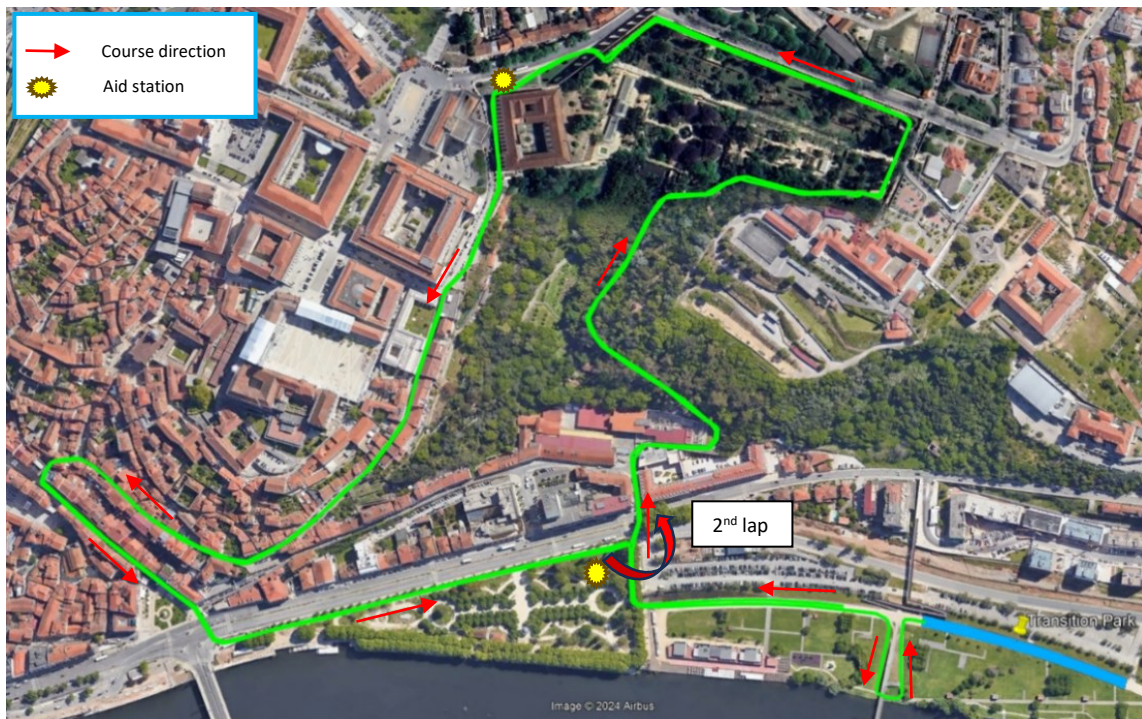 Course direction
Aid station
2nd lap
Transition Park
Image © 2024 Airbus